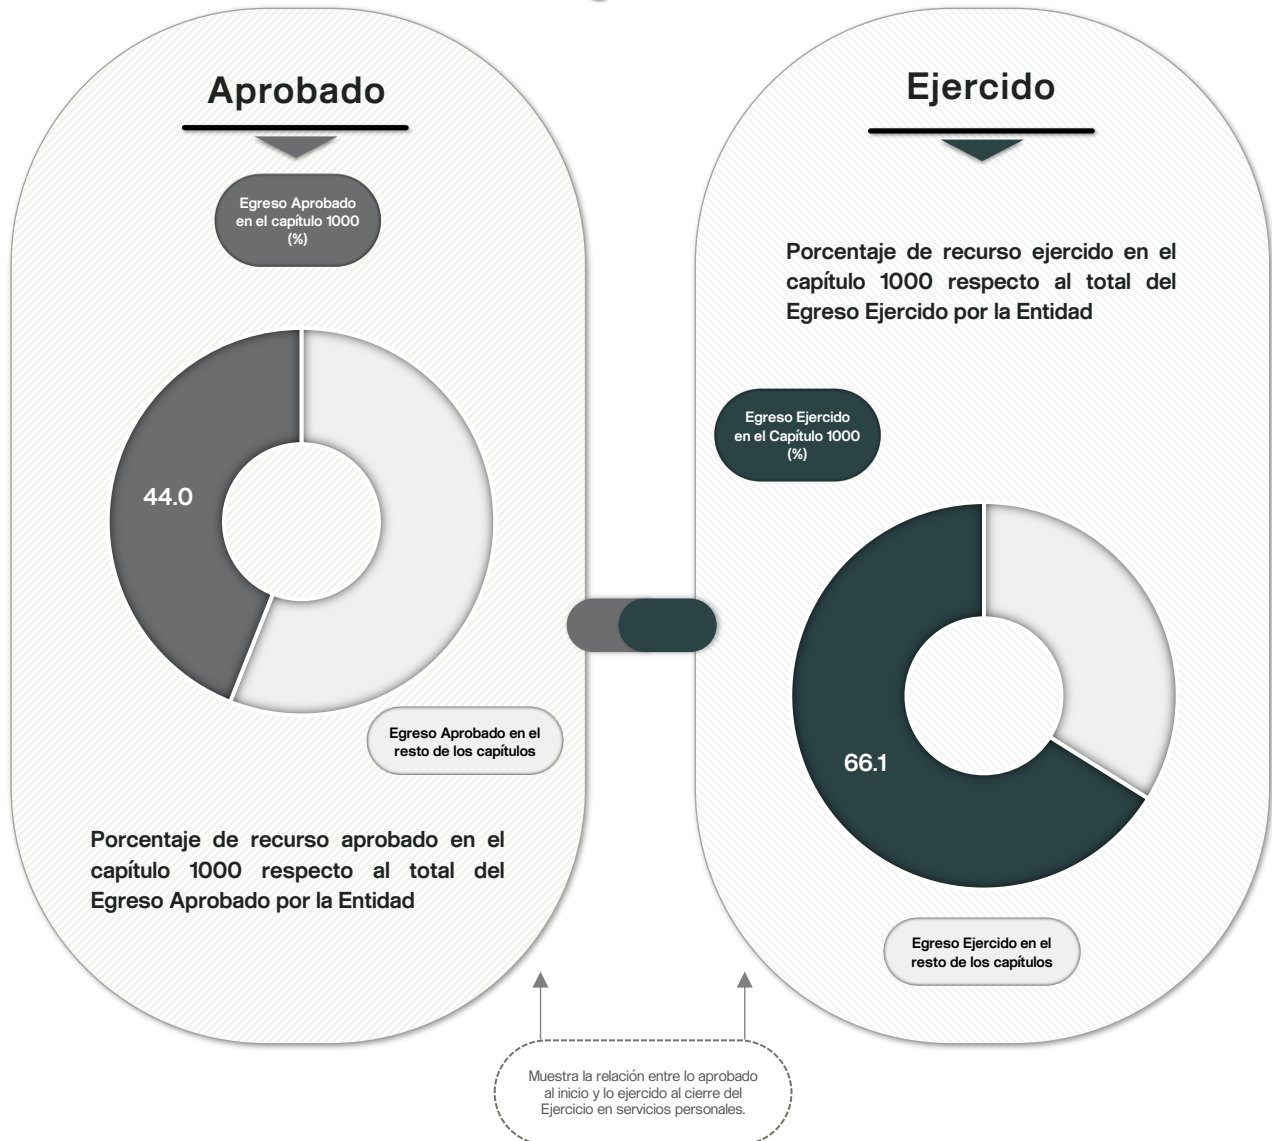 Aprobado
Egreso Aprobado
en el capítulo 1000
(%)
44.0
Egreso Aprobado en el
resto de los capítulos
Porcentaje de recurso aprobado en el
capítulo 1000 respecto al total del
Egreso Aprobado por la Entidad
Ejercido
Porcentaje de recurso ejercido en el
capítulo 1000 respecto al total del
Egreso Ejercido por la Entidad
Egreso Ejercido
en el Capítulo 1000
(%)
66.1
Egreso Ejercido en el
resto de los capítulos
Muestra la relación entre lo aprobado
al inicio y lo ejercido al cierre del
Ejercicio en servicios personales.